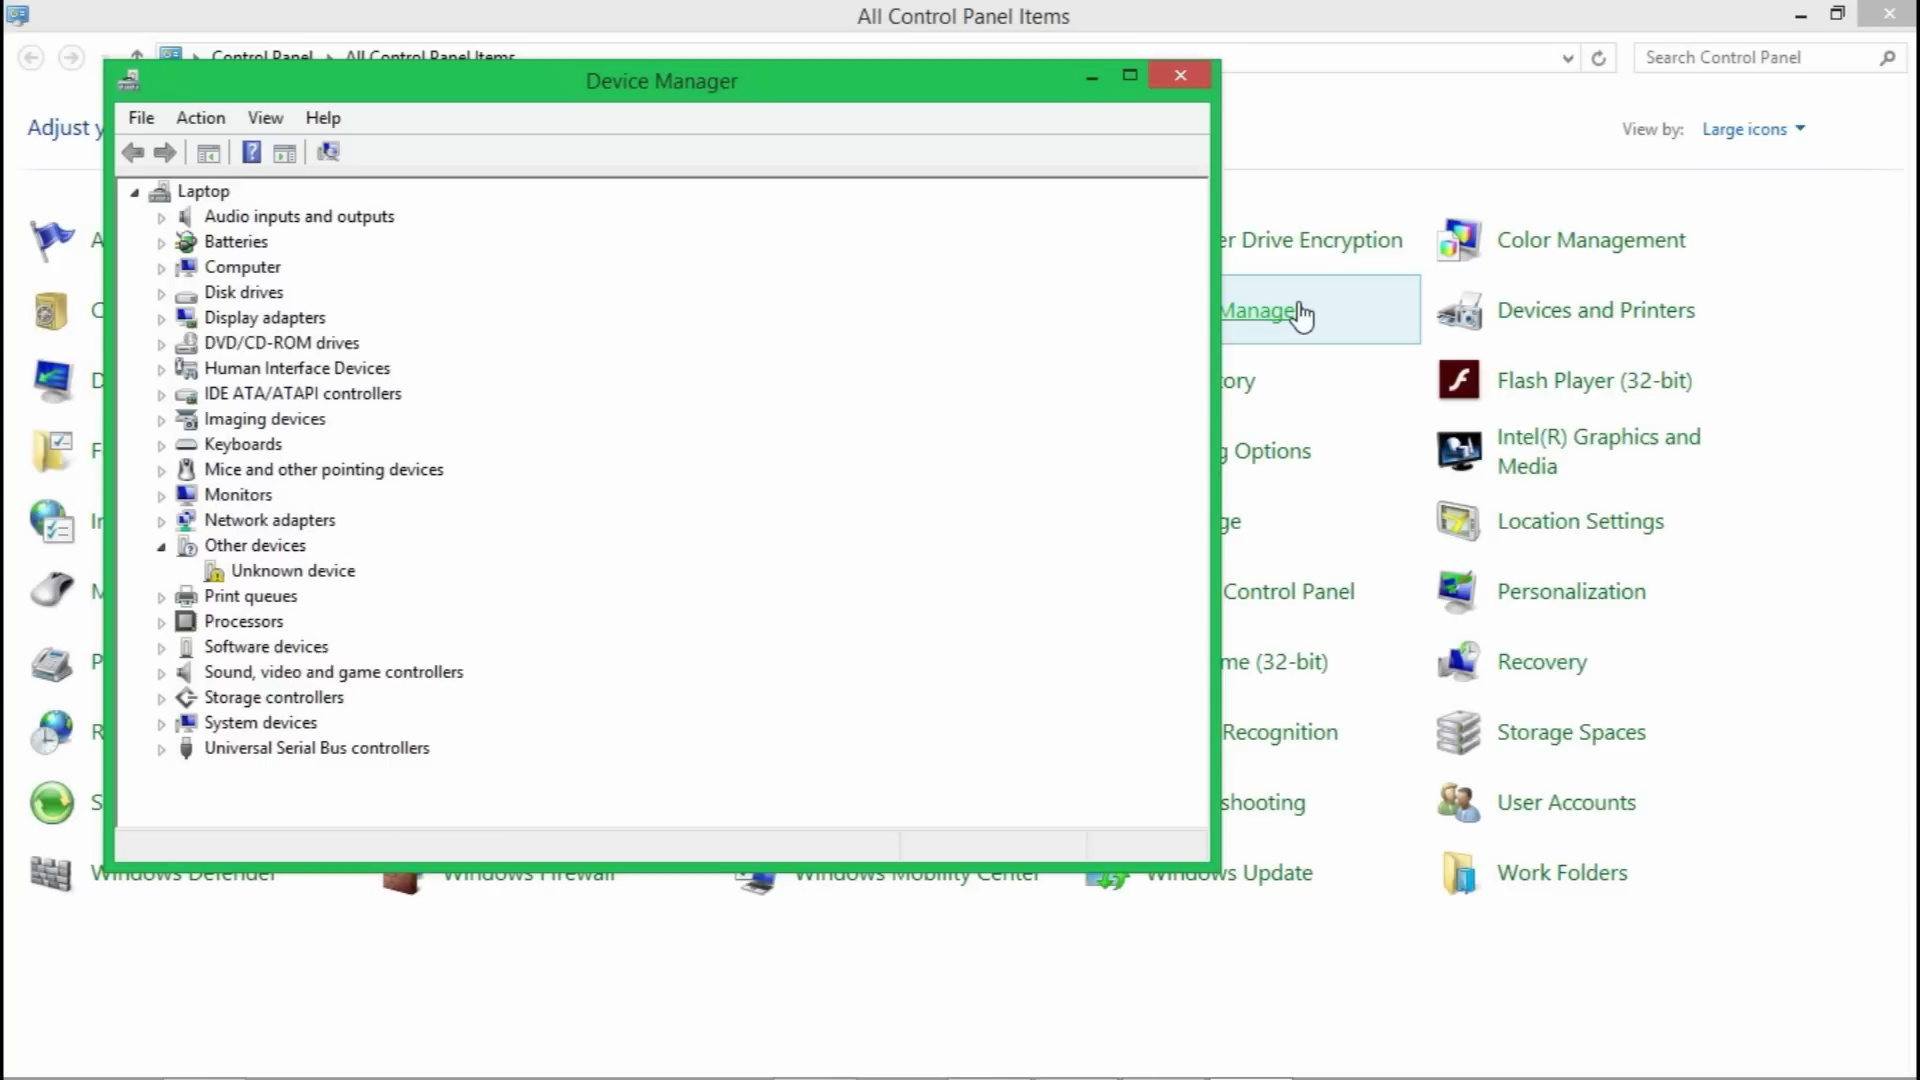 All Control Panel Items
Control Panel
All Control Panel Items
Search Control Panel
Device Manager
File
Action
View
Help
Adjust y
View by:
Large icons
Laptop
Audio inputs and outputs
Batteries
Computer
Disk drives
Display adapters
DVD/CD-ROM drives
Human Interface Devices
IDE ATA/ATAPI controllers
Imaging devices
Keyboards
Mice and other pointing devices
Monitors
Network adapters
Other devices
Unknown device
Print queues
Processors
Software devices
Sound, video and game controllers
Storage controllers
System devices
Universal Serial Bus controllers
A
C
D
F
In
M
P
R
S
er Drive Encryption
Manage
tory
g Options
ge
Control Panel
me (32-bit)
Recognition
shooting
Color Management
Devices and Printers
Flash Player (32-bit)
Intel(R) Graphics and
Media
Location Settings
Personalization
Recovery
Storage Spaces
User Accounts
Windows Defender
Windows Firewall
Windows Mobility Center
Windows Update
Work Folders